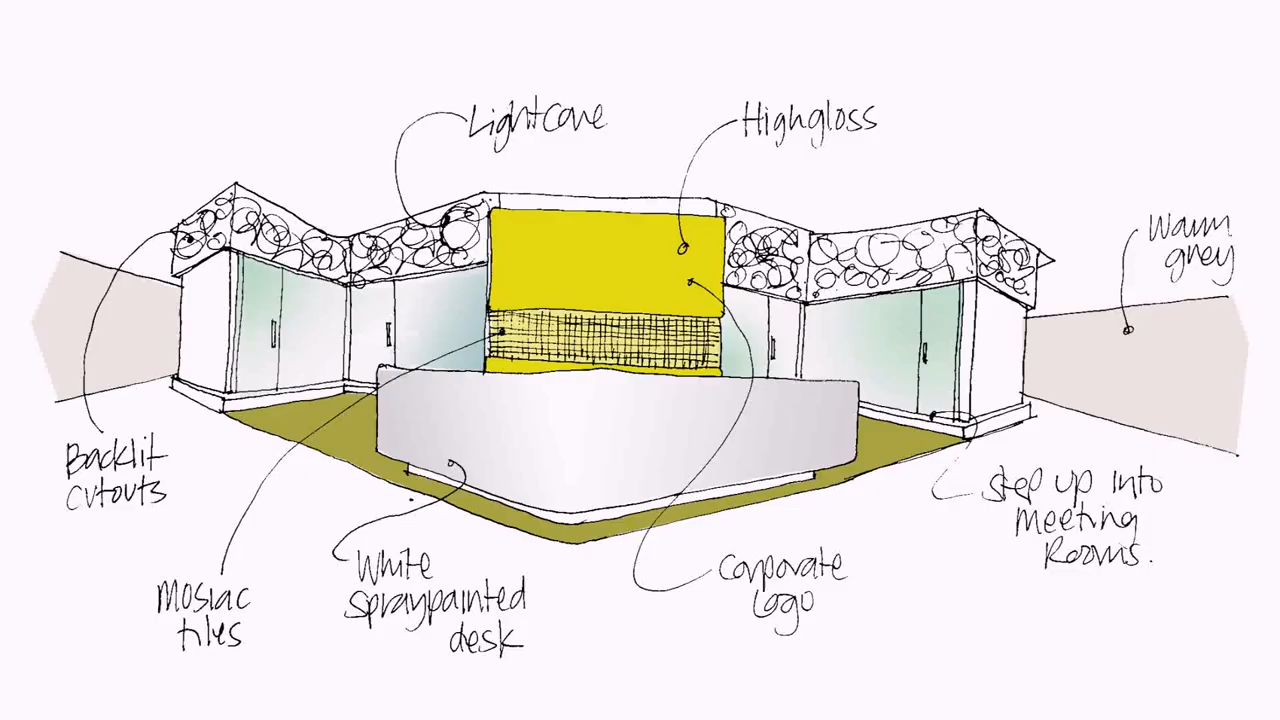 Lightcove
Highgloss
Warm
grey
Backlit
cutouts
Step up into
Meeting
Rooms.
White
spraypainted
desk
Corporate
Logo
Mosiac
tiles